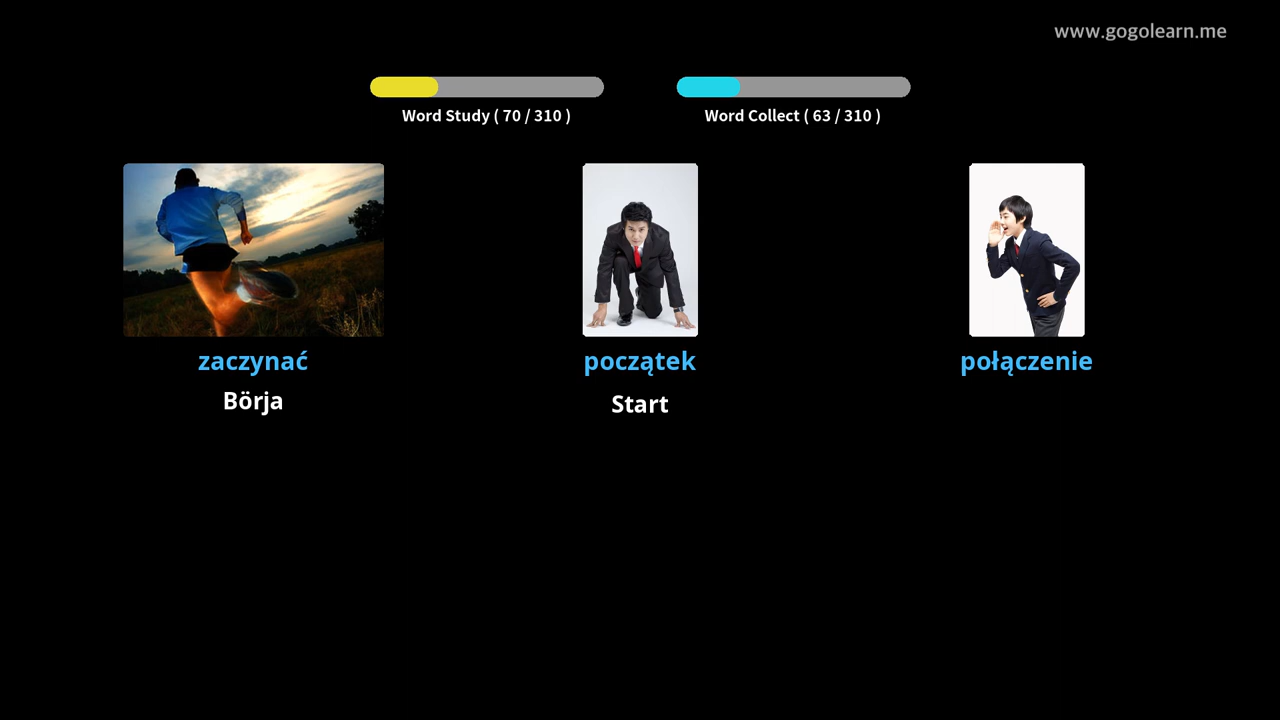 www.gogolearn.me
Word Study ( 70 / 310 )
Word Collect ( 63 / 310 )
zaczynać
początek
połączenie
Börja
Start